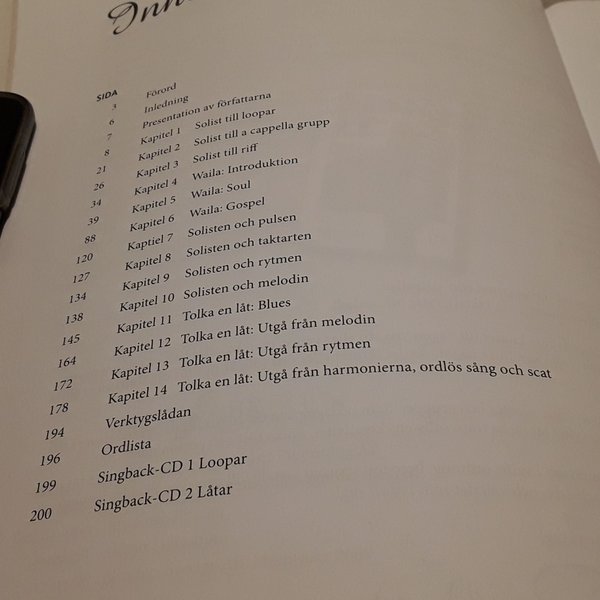 SIDA
3 Förord
6 Inledning
7 Presentation av författarna
8 Kapitel 1 Solist till loopar
21 Kapitel 2 Solist till a cappella grupp
26 Kapitel 3 Solist till riff
34 Kapitel 4 Waila: Introduktion
39 Kapitel 5 Waila: Soul
88 Kapitel 6 Waila: Gospel
120 Kaptiel 7 Solisten och pulsen
127 Kapitel 8 Solisten och taktarten
134 Kapitel 9 Solisten och rytmen
138 Kapitel 10 Solisten och melodin
145 Kapitel 11 Tolka en låt: Blues
164 Kapitel 12 Tolka en låt: Utgå från melodin
172 Kapitel 13 Tolka en låt: Utgå från rytmen
178 Kapitel 14 Tolka en låt: Utgå från harmonierna, ordlös sång och scat
194 Verktygslådan
196 Ordlista
199 Singback-CD 1 Loopar
200 Singback-CD 2 Låtar